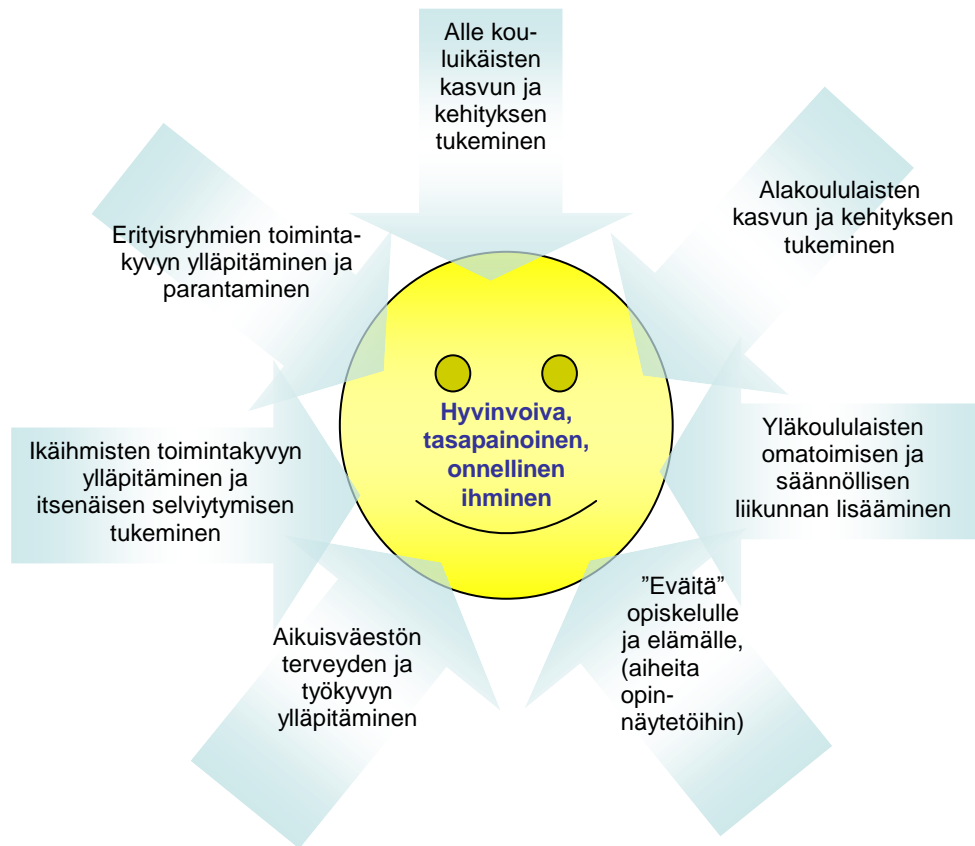 Alle kou-
luikäisten
kasvun ja
kehityksen
tukeminen
Alakoululaisten
kasvun ja kehityksen
tukeminen
Erityisryhmien toiminta-
kyvyn ylläpitäminen ja
parantaminen
Hyvinvoiva,
tasapainoinen,
onnellinen
ihminen
Yläkoululaisten
omatoimisen ja
säännöllisen
liikunnan lisääminen
Ikäihmisten toimintakyvyn
ylläpitäminen ja
itsenäisen selviytymisen
tukeminen
”Eväitä”
opiskelulle
ja elämälle,
(aiheita
opin-
näytetöihin)
Aikuisväestön
terveyden ja
työkyvyn
ylläpitäminen